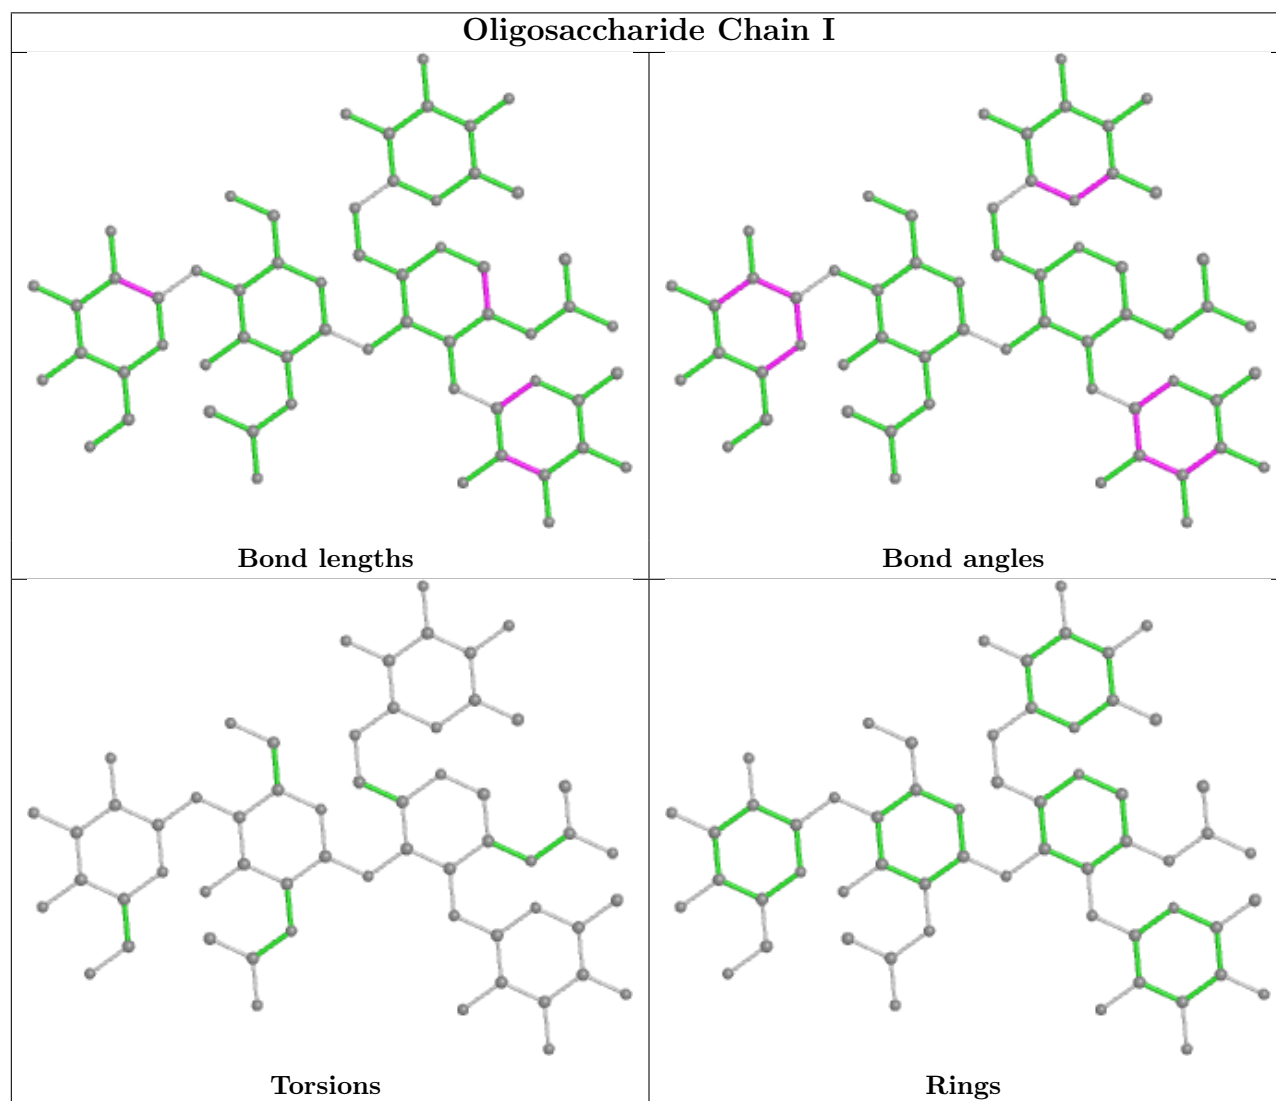 Oligosaccharide Chain I
Bond lengths
Bond angles
Torsions
Rings